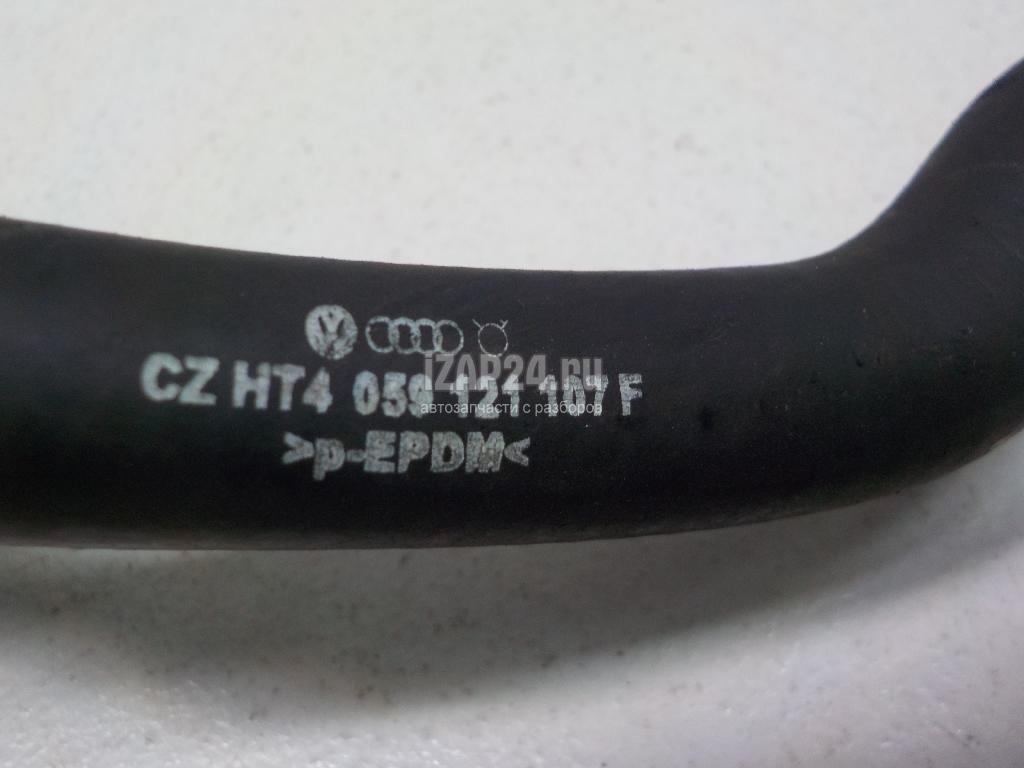 CZ HT4 059 121 107 F
IZAP24.ru
автозапчасти с разборов
>p-EPDM<